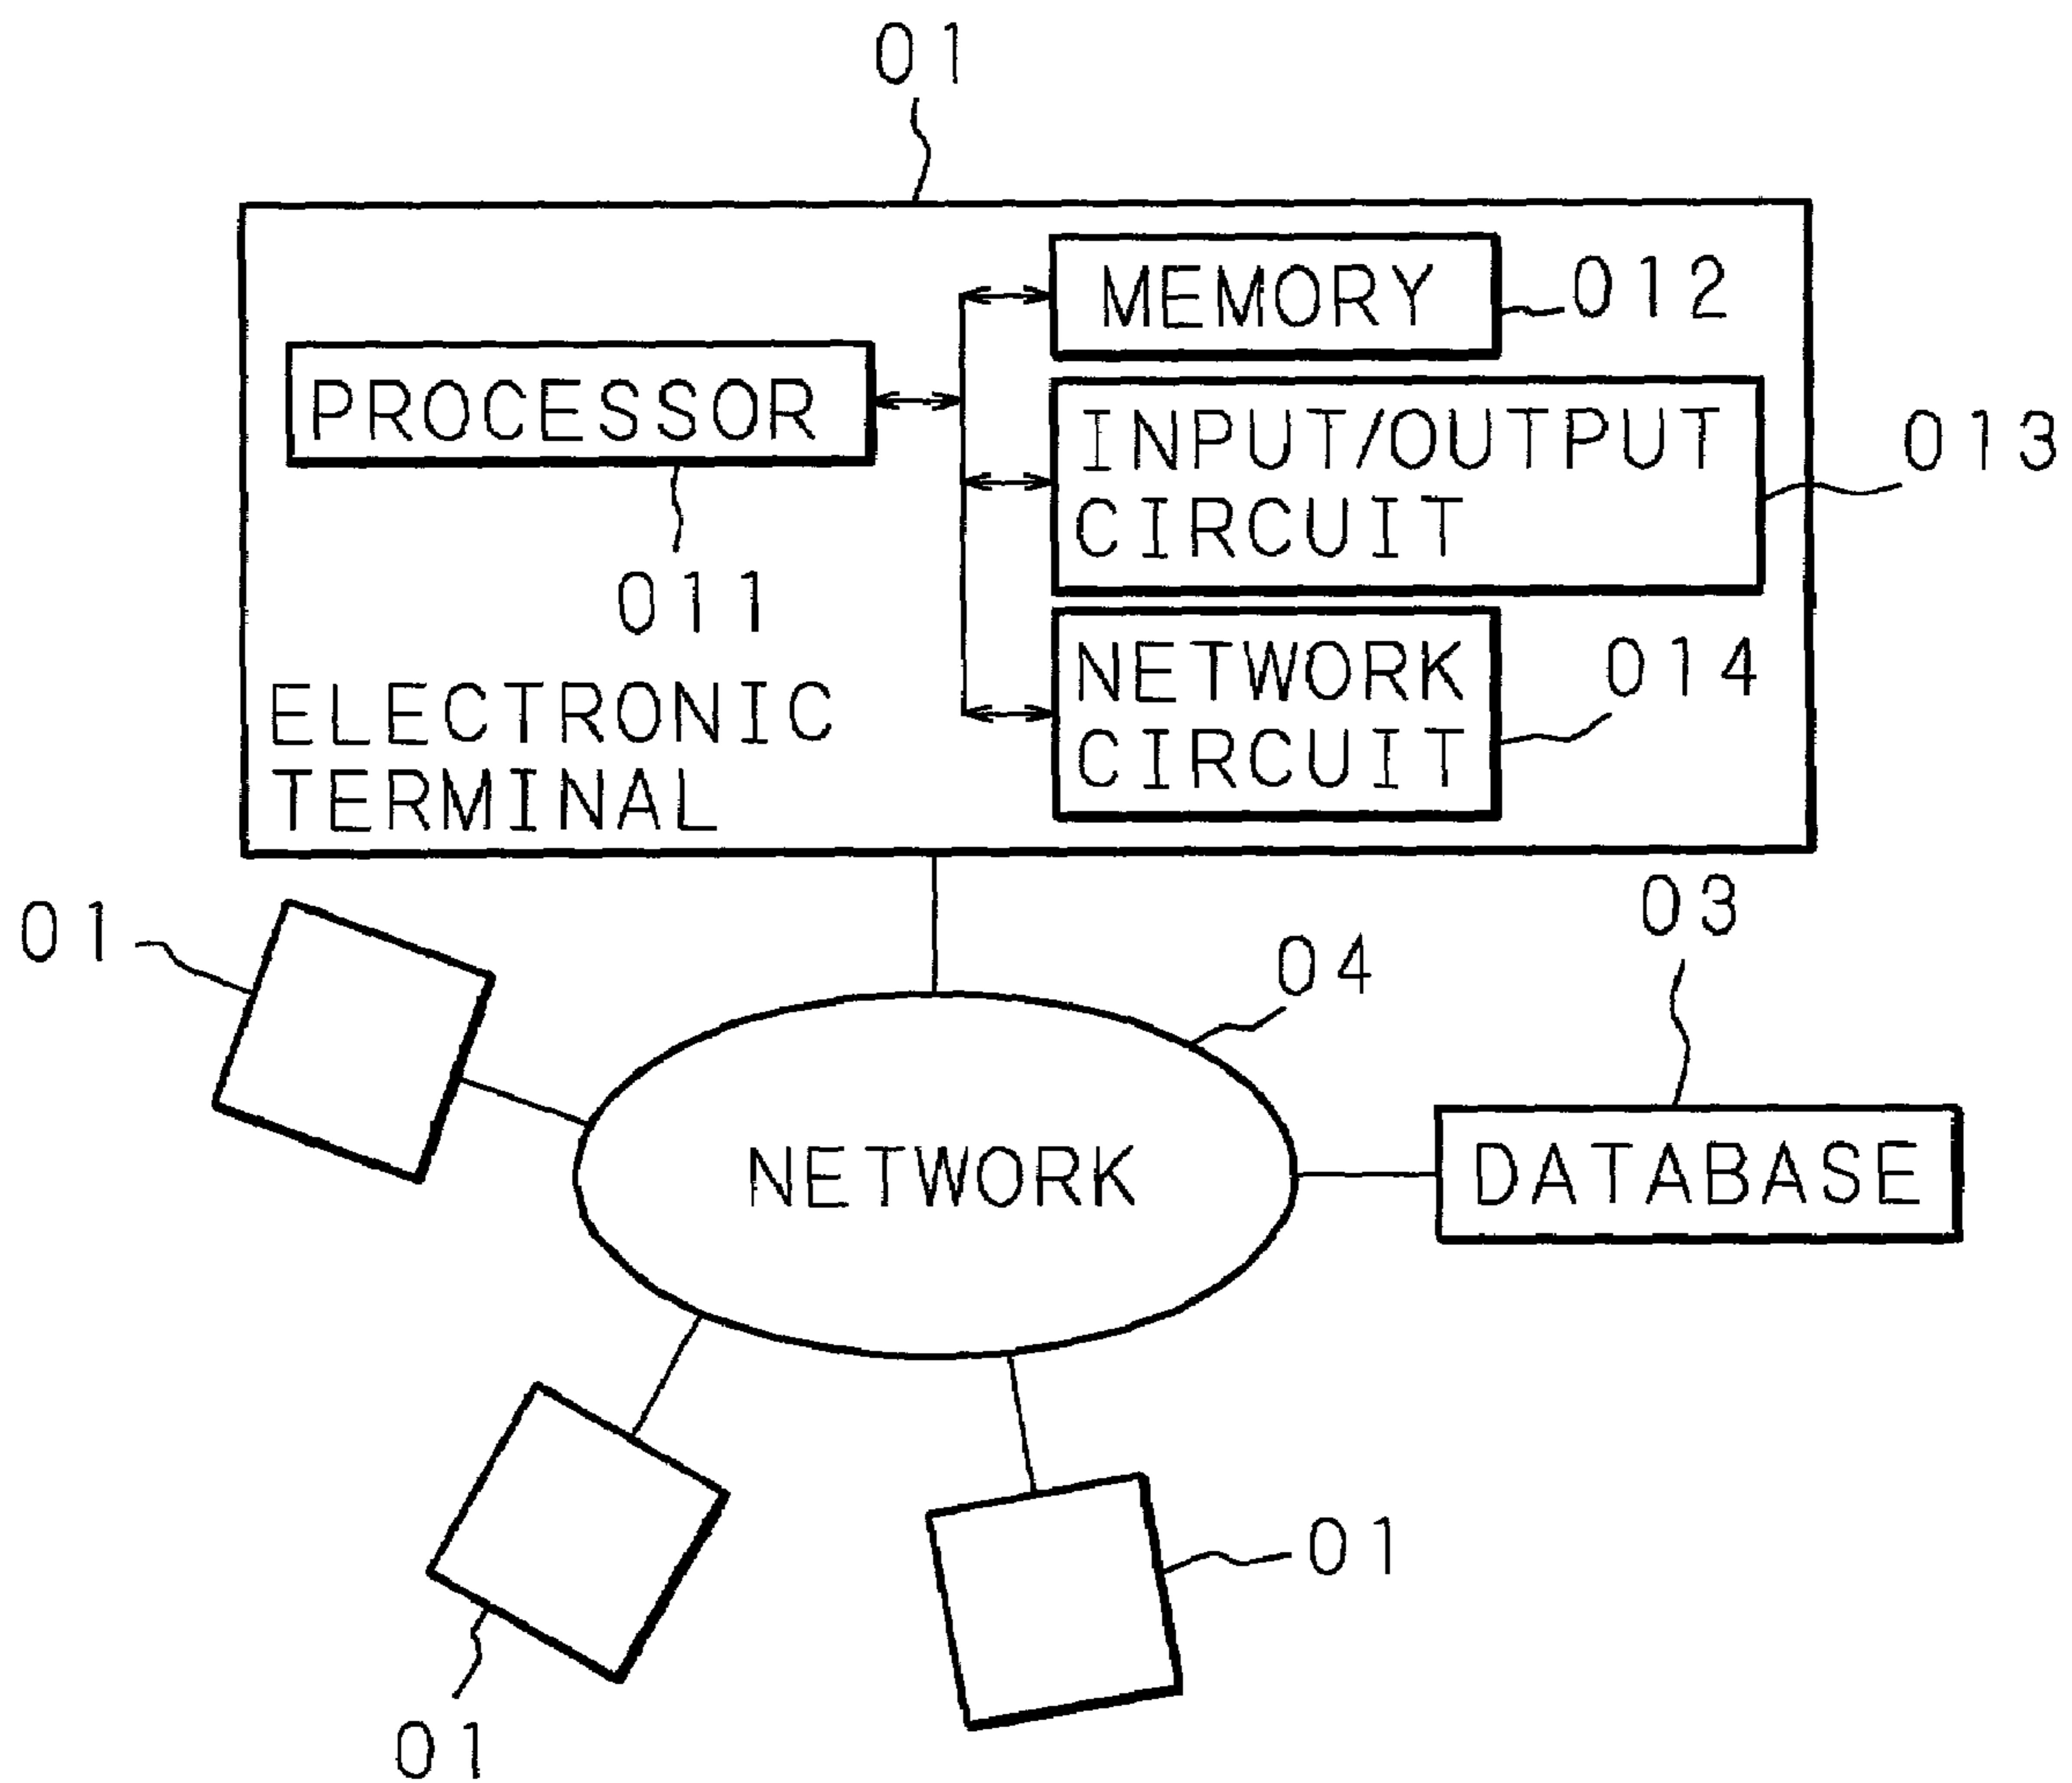 01
MEMORY
012
PROCESSOR
INPUT/OUTPUT
CIRCUIT
013
011
NETWORK
CIRCUIT
014
ELECTRONIC
TERMINAL
01
04
03
NETWORK
DATABASE
01
01